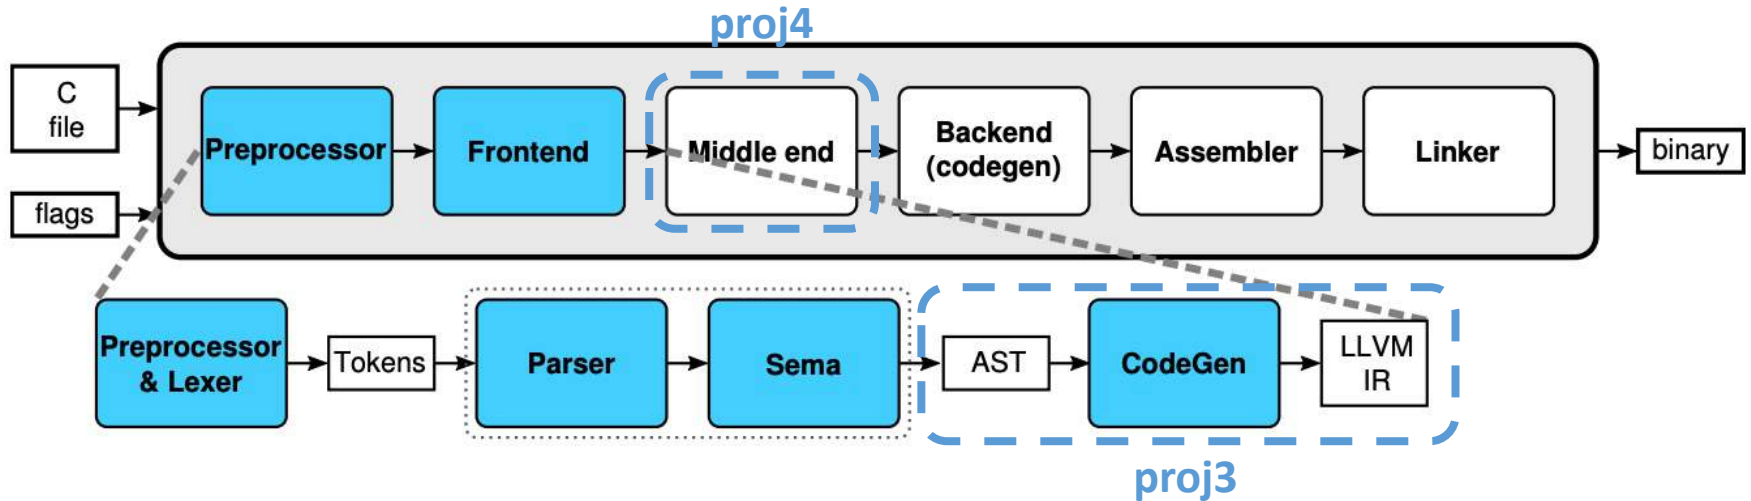 proj4
C
file
flags
Preprocessor
Frontend
Middle end
Backend
(codegen)
Assembler
Linker
binary
Preprocessor
& Lexer
Tokens
Parser
Sema
AST
CodeGen
LLVM
IR
proj3